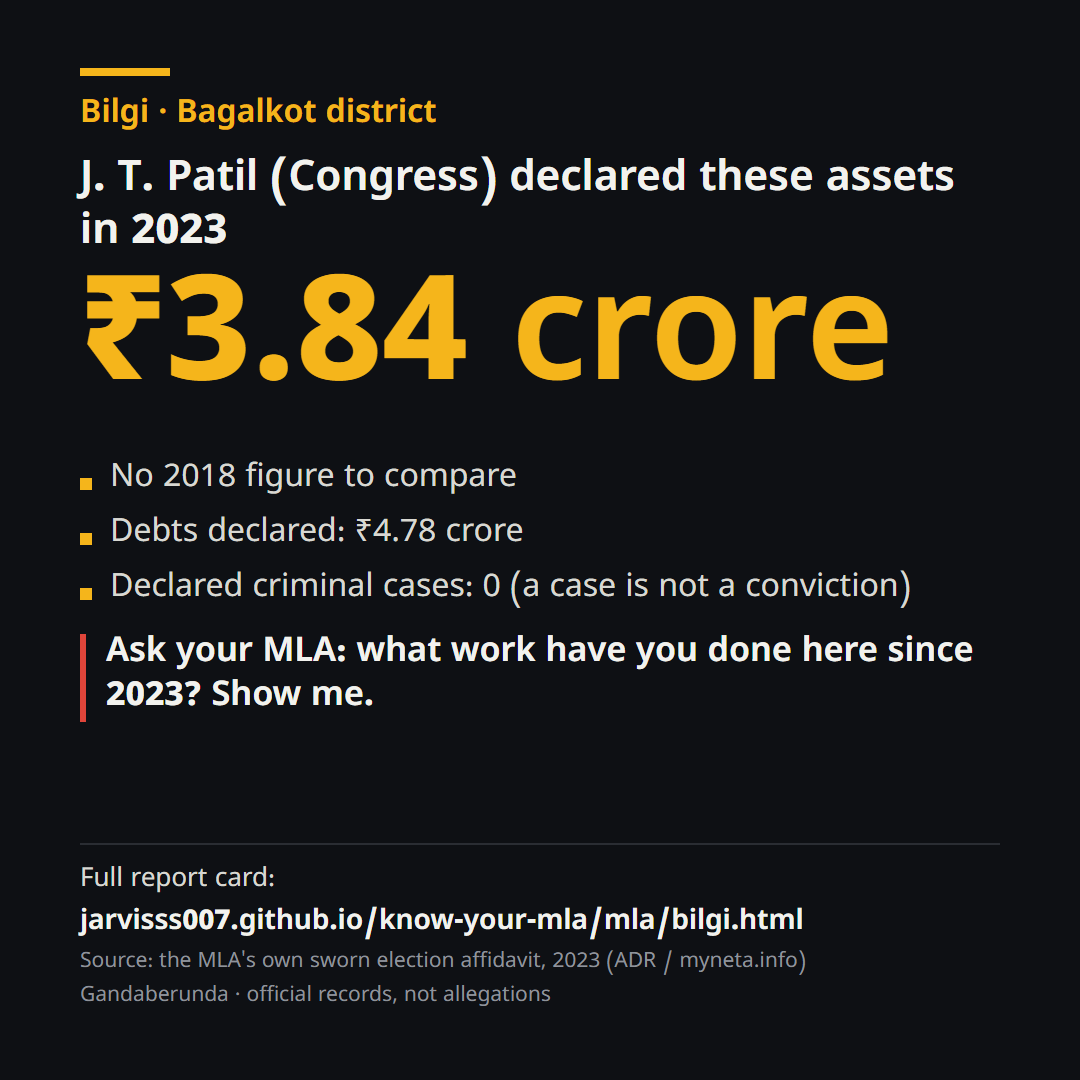 Bilgi · Bagalkot district
J. T. Patil (Congress) declared these assets
in 2023
₹3.84 crore
No 2018 figure to compare
Debts declared: ₹4.78 crore
Declared criminal cases: 0 (a case is not a conviction)
Ask your MLA: what work have you done here since
2023? Show me.
Full report card:
jarvisss007.github.io/know-your-mla/mla/bilgi.html
Source: the MLA's own sworn election affidavit, 2023 (ADR / myneta.info)
Gandaberunda · official records, not allegations